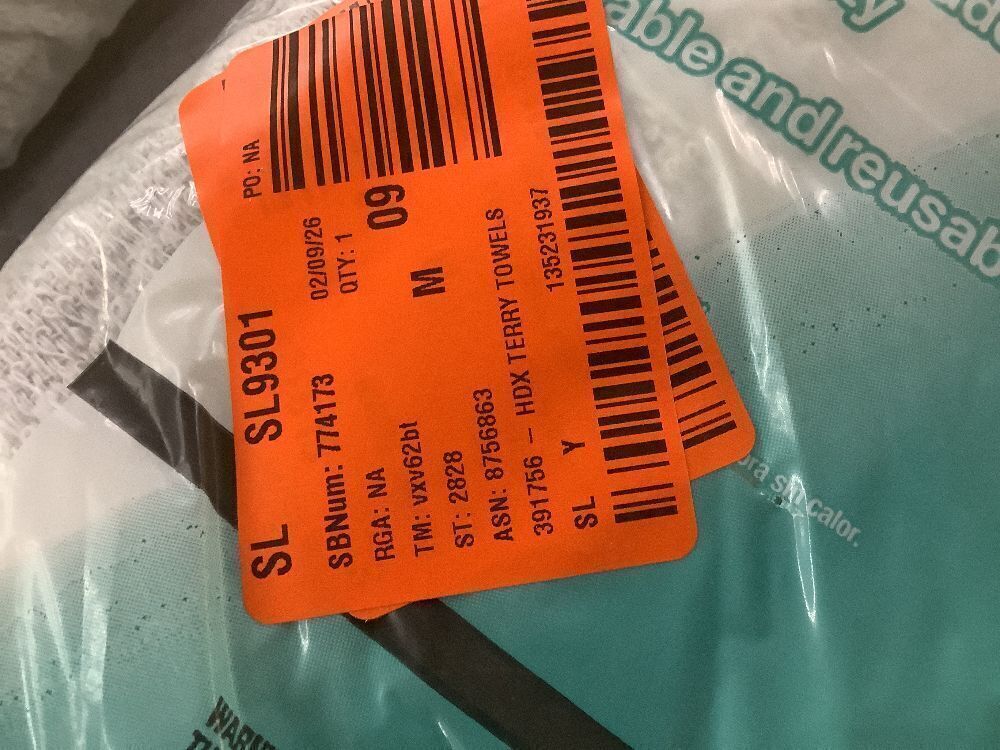 SL SL9301 PO: NA
SBNum: 774173 02/09/26
RGA: NA QTY: 1
TM: vxv62bt 09
ST: 2828 M
ASN: 8756863
391756 – HDX TERRY TOWELS
SL Y 135231937
able and reusab
sin calor.
WARN